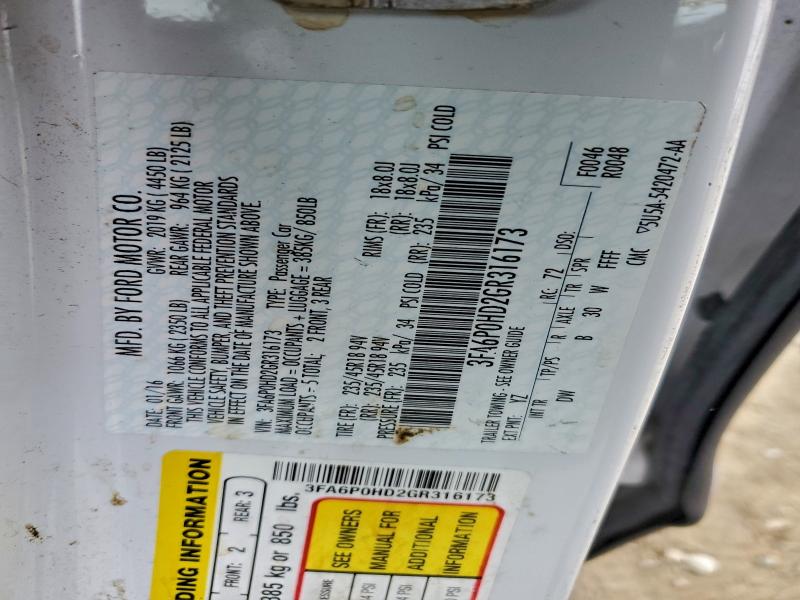 MFD. BY FORD MOTOR CO.
DATE: 01/16 GVWR: 2019 KG (4450 LB)
FRONT GAWR: 1066 KG (2350 LB) REAR GAWR: 964 KG (2125 LB)
THIS VEHICLE CONFORMS TO ALL APPLICABLE FEDERAL MOTOR
VEHICLE SAFETY, BUMPER, AND THEFT PREVENTION STANDARDS
IN EFFECT ON THE DATE OF MANUFACTURE SHOWN ABOVE.
VIN: 3FA6P0HD2GR316173 TYPE: Passenger Car
MAXIMUM LOAD = OCCUPANTS + LUGGAGE = 385KG/ 850LB
OCCUPANTS = 5 TOTAL; 2 FRONT, 3 REAR
TIRE (FR): 235/45R18 94V RIMS (FR): 18x8.0J
(RR): 235/45R18 94V (RR): 18x8.0J
PRESSURE (FR): 235 kPa/ 34 PSI COLD (RR): 235 kPa/ 34 PSI COLD
3FA6P0HD2GR316173
TRAILER TOWING - SEE OWNER GUIDE
EXT PNT: YZ RC: 72 DSO:
F0046
R0048
INT TR TP/PS R AXLE TR SPR
DW B 30 W FFFF
CMC 5U5A-5420472-AA
3FA6P0HD2GR316173
DING INFORMATION
FRONT: 2 REAR: 3
385 kg or 850 lbs.
SEE OWNERS
MANUAL FOR
ADDITIONAL
INFORMATION